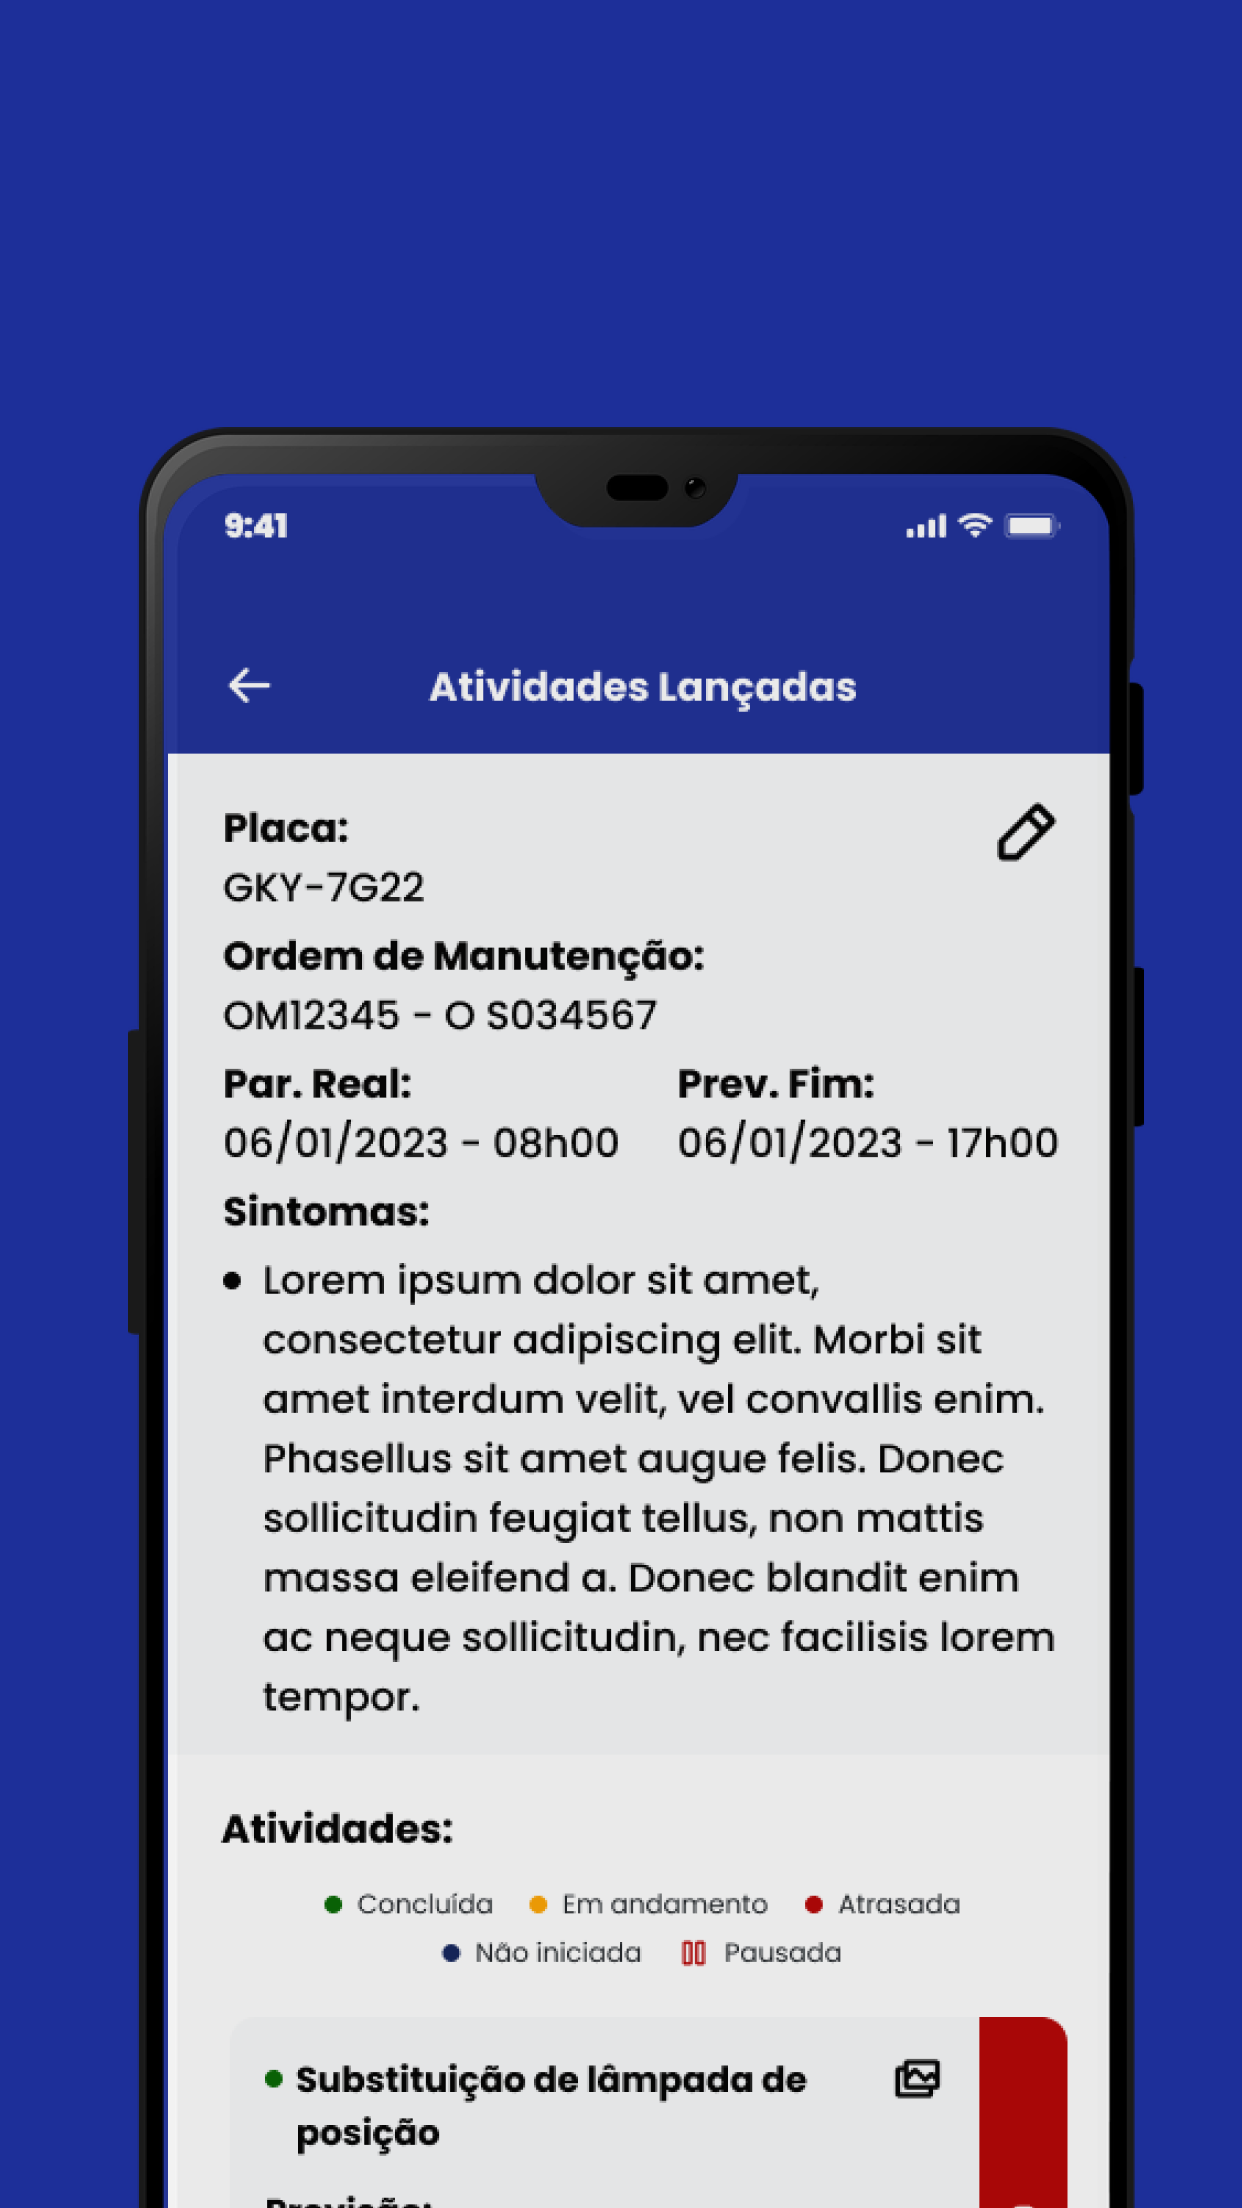 9:41
Atividades Lançadas
Placa:
GKY-7G22
Ordem de Manutenção:
OM12345 - O S034567
Par. Real: Prev. Fim:
06/01/2023 - 08h00 06/01/2023 - 17h00
Sintomas:
• Lorem ipsum dolor sit amet,
consectetur adipiscing elit. Morbi sit
amet interdum velit, vel convallis enim.
Phasellus sit amet augue felis. Donec
sollicitudin feugiat tellus, non mattis
massa eleifend a. Donec blandit enim
ac neque sollicitudin, nec facilisis lorem
tempor.
Atividades:
Concluída Em andamento Atrasada
Não iniciada Pausada
Substituição de lâmpada de
posição
Previsão: